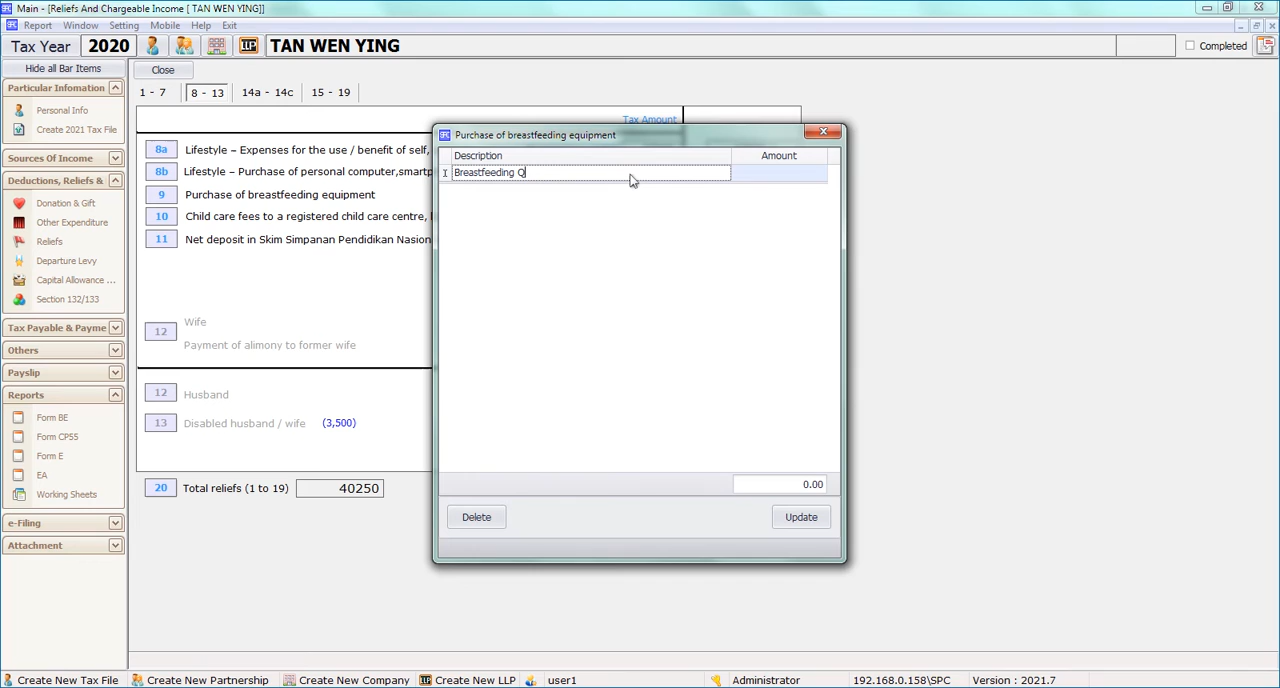 Main - [Reliefs And Chargeable Income [ TAN WEN YING]]
Report Window Setting Mobile Help Exit
Tax Year 2020 TAN WEN YING Completed
Hide all Bar Items
Close
Particular Infomation
Personal Info
Create 2021 Tax File
Sources Of Income
Deductions, Reliefs &
Donation & Gift
Other Expenditure
Reliefs
Departure Levy
Capital Allowance ...
Section 132/133
Tax Payable & Payme
Others
Payslip
Reports
Form BE
Form CP55
Form E
EA
Working Sheets
e-Filing
Attachment
1 - 7 8 - 13 14a - 14c 15 - 19
Tax Amount
8a Lifestyle – Expenses for the use / benefit of self,
8b Lifestyle – Purchase of personal computer,smartp
9 Purchase of breastfeeding equipment
10 Child care fees to a registered child care centre,
11 Net deposit in Skim Simpanan Pendidikan Nasion
Wife
12 Payment of alimony to former wife
12 Husband
13 Disabled husband / wife (3,500)
20 Total reliefs (1 to 19) 40250
Purchase of breastfeeding equipment
Description Amount
Breastfeeding Q
0.00
Delete Update
Create New Tax File Create New Partnership Create New Company Create New LLP user1 Administrator 192.168.0.158\SPC Version : 2021.7